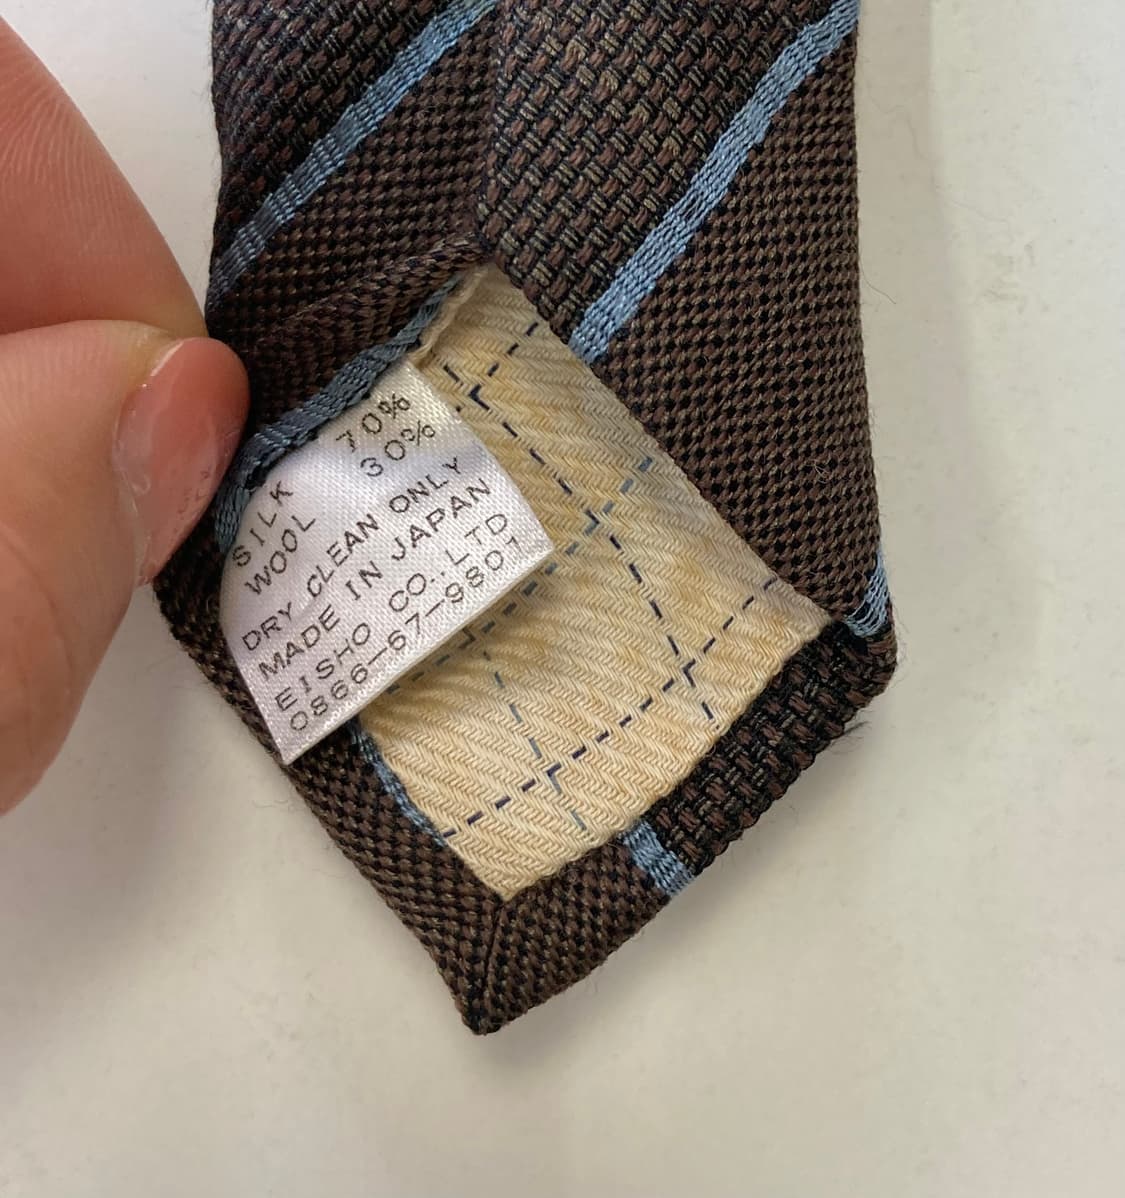 SILK 70%
WOOL 30%
DRY CLEAN ONLY
MADE IN JAPAN
EISHO CO., LTD
0866-67-9801